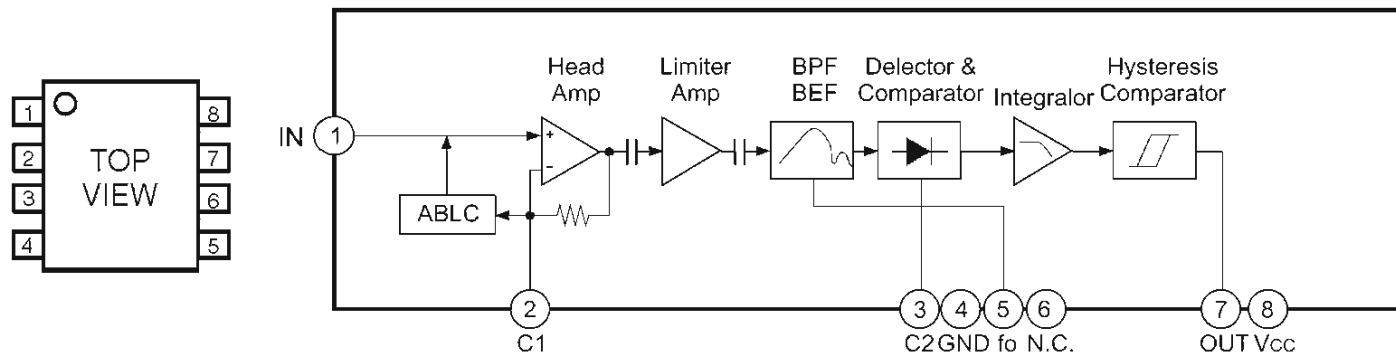 1
2
3
4
8
7
6
5
TOP
VIEW
IN
1
Head
Amp
Limiter
Amp
BPF
BEF
Delector &
Comparator
Integralor
Hysteresis
Comparator
+
−
ABLC
2 3 4 5 6 7 8
C1 C2 GND fo N.C. OUT Vcc